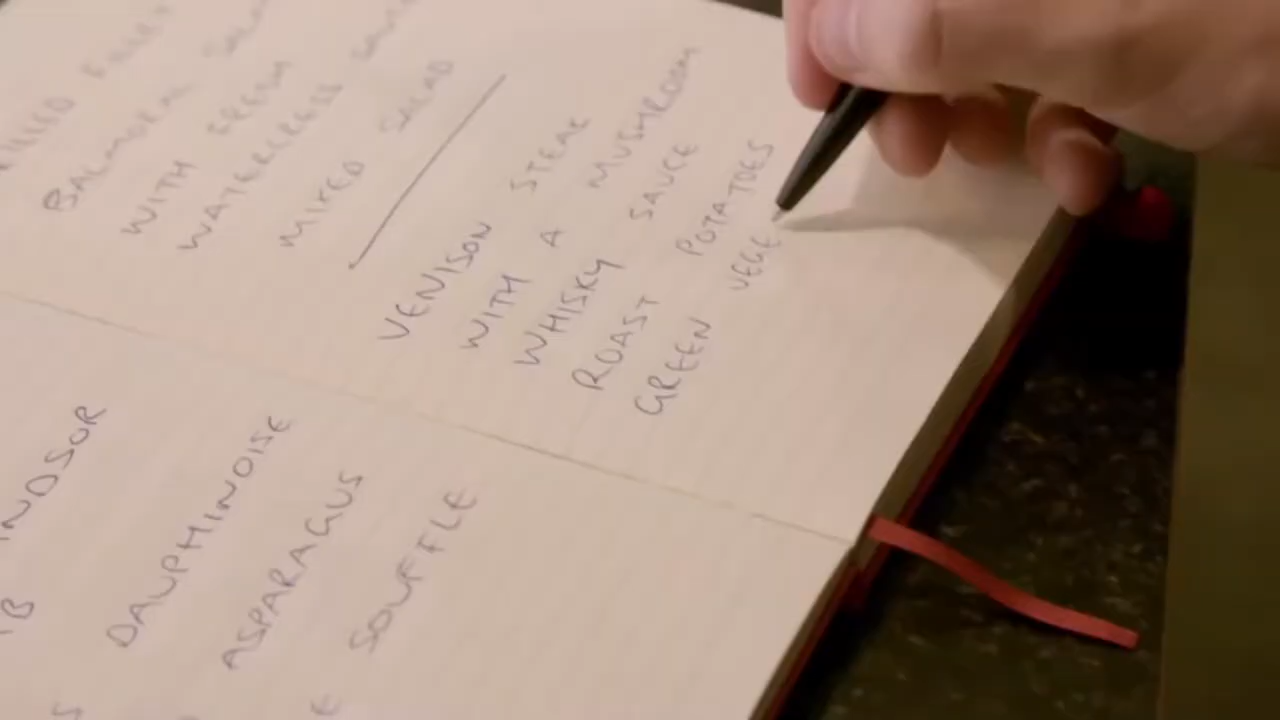 BALMORAL
WITH FRESH
WATERCRESS
MIXED SALAD
VENISON STEAK
WITH A MUSHROOM
WHISKY SAUCE
ROAST POTATOES
GREEN VEGE
DAUPHINOISE
ASPARAGUS
SOUFFLE